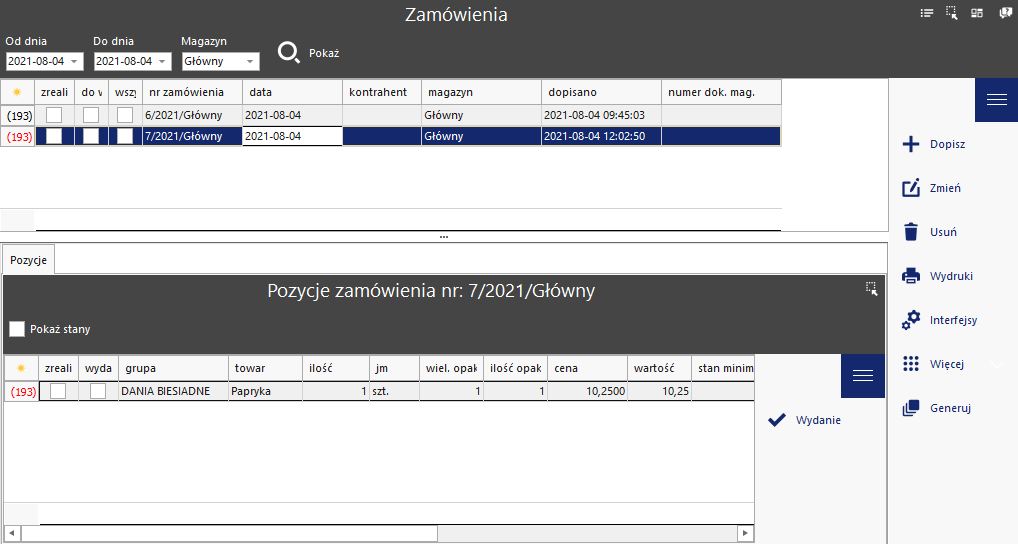 Zamówienia
Od dnia Do dnia Magazyn
2021-08-04 2021-08-04 Główny Pokaż
zreali do w wszy nr zamówienia data kontrahent magazyn dopisano numer dok. mag.
(193) 6/2021/Główny 2021-08-04 Główny 2021-08-04 09:45:03
(193) 7/2021/Główny 2021-08-04 Główny 2021-08-04 12:02:50
Dopisz
Zmień
Usuń
Wydruki
Interfejsy
Więcej
Generuj
Pozycje
Pozycje zamówienia nr: 7/2021/Główny
Pokaż stany
zreali wyda grupa towar ilość jm wiel. opak ilość opak cena wartość stan minim
(193) DANIA BIESIADNE Papryka 1 szt. 1 1 10,2500 10,25
Wydanie